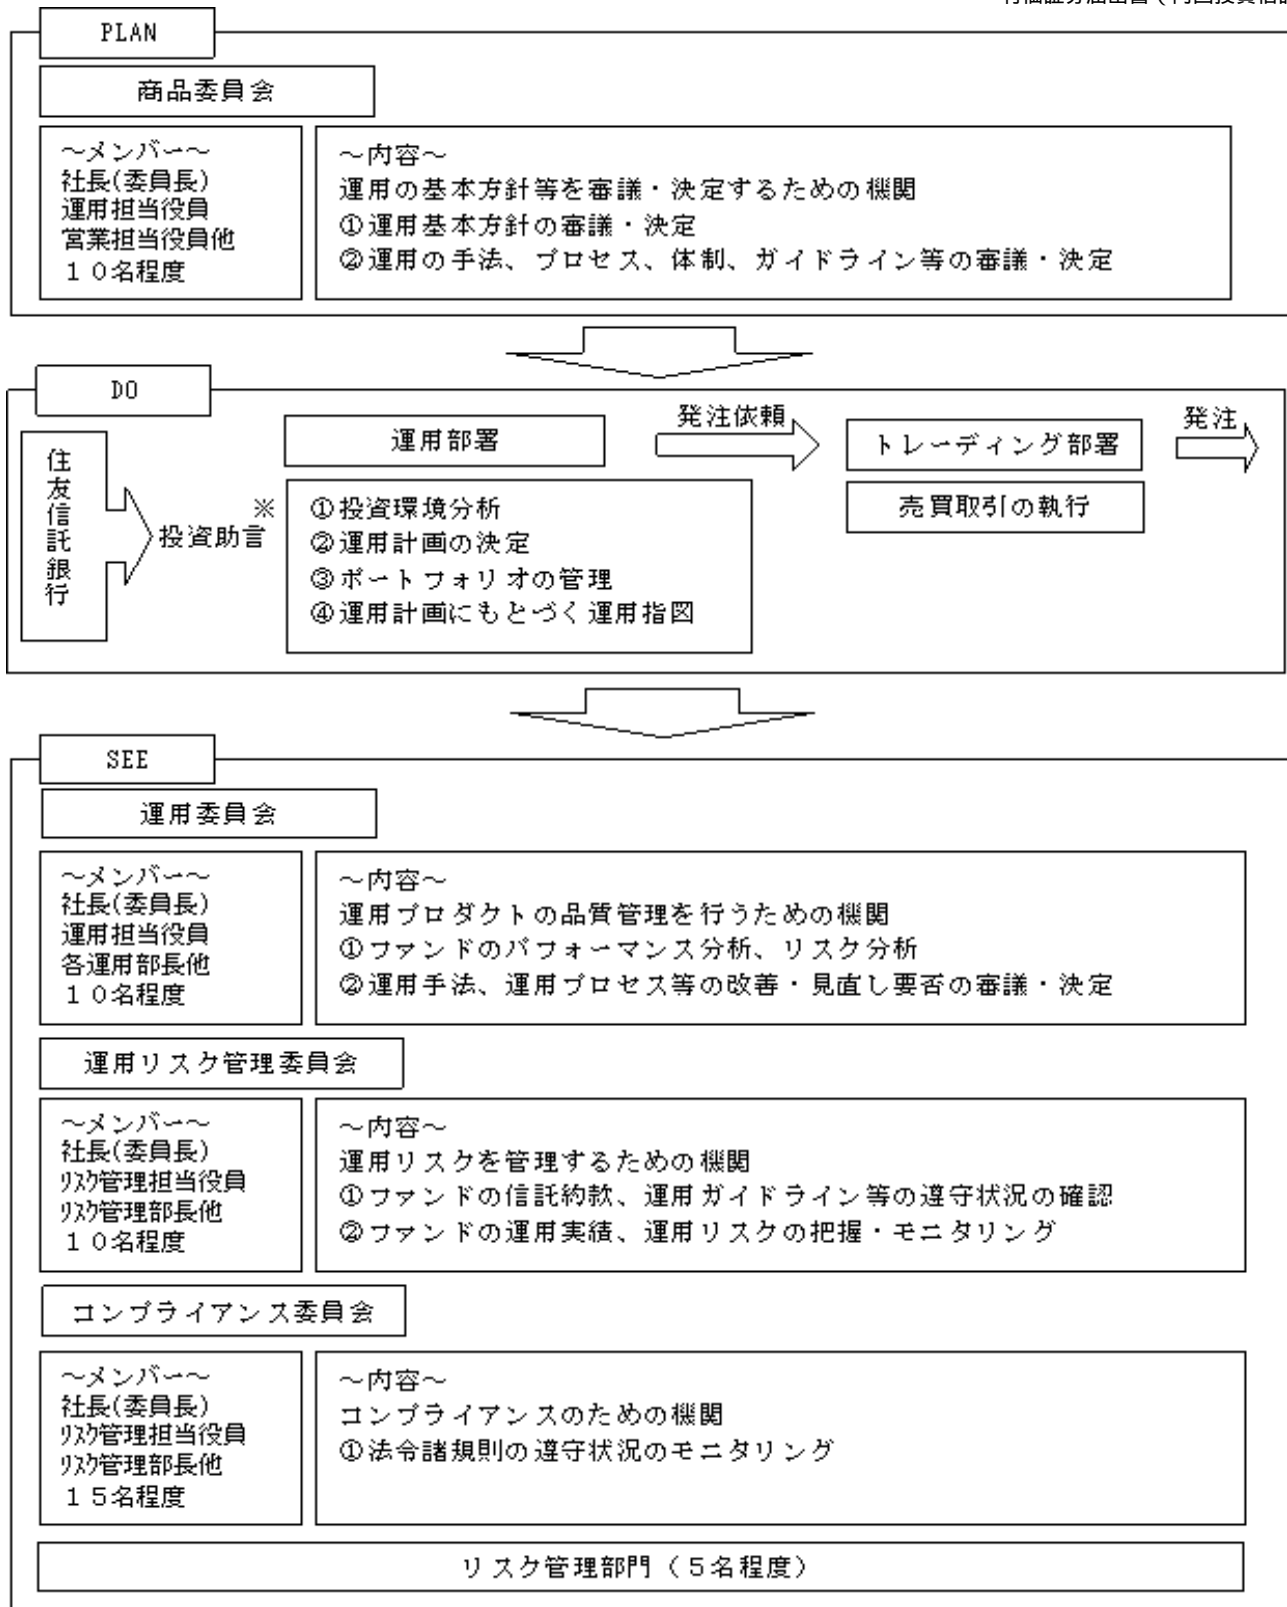 PLAN
商品委員会
～メンバー～
社長(委員長)
運用担当役員
営業担当役員他
１０名程度
～内容～
運用の基本方針等を審議・決定するための機関
①運用基本方針の審議・決定
②運用の手法、プロセス、体制、ガイドライン等の審議・決定
DO
住友信託銀行
※
投資助言
運用部署
①投資環境分析
②運用計画の決定
③ポートフォリオの管理
④運用計画にもとづく運用指図
発注依頼
トレーディング部署
売買取引の執行
発注
SEE
運用委員会
～メンバー～
社長(委員長)
運用担当役員
各運用部長他
１０名程度
～内容～
運用プロダクトの品質管理を行うための機関
①ファンドのパフォーマンス分析、リスク分析
②運用手法、運用プロセス等の改善・見直し要否の審議・決定
運用リスク管理委員会
～メンバー～
社長(委員長)
ﾘｽｸ管理担当役員
ﾘｽｸ管理部長他
１０名程度
～内容～
運用リスクを管理するための機関
①ファンドの信託約款、運用ガイドライン等の遵守状況の確認
②ファンドの運用実績、運用リスクの把握・モニタリング
コンプライアンス委員会
～メンバー～
社長(委員長)
ﾘｽｸ管理担当役員
ﾘｽｸ管理部長他
１５名程度
～内容～
コンプライアンスのための機関
①法令諸規則の遵守状況のモニタリング
リスク管理部門（５名程度）